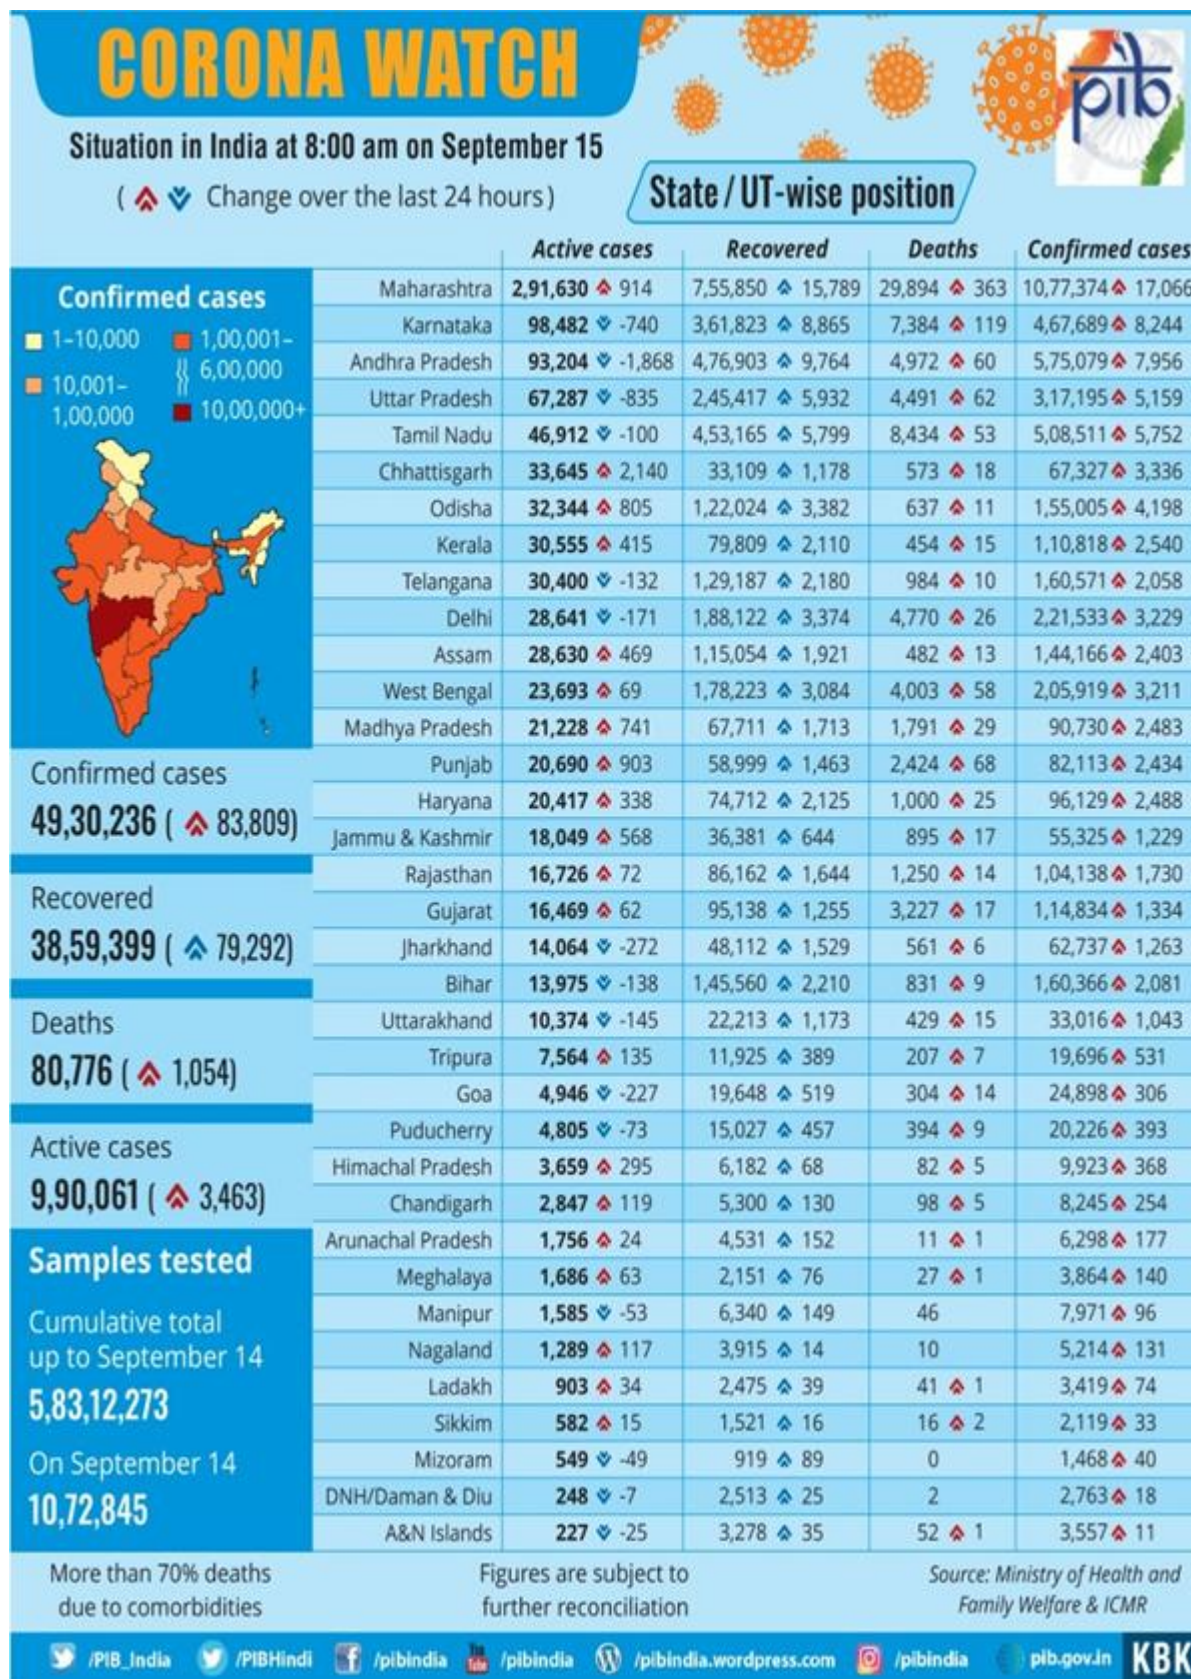 CORONA WATCH
pib
Situation in India at 8:00 am on September 15
( Change over the last 24 hours)
State / UT-wise position
Active cases Recovered Deaths Confirmed cases
Confirmed cases
1-10,000
1,00,001-
6,00,000
10,001-
1,00,000
10,00,000+
Maharashtra 2,91,630 914 7,55,850 15,789 29,894 363 10,77,374 17,066
Karnataka 98,482 -740 3,61,823 8,865 7,384 119 4,67,689 8,244
Andhra Pradesh 93,204 -1,868 4,76,903 9,764 4,972 60 5,75,079 7,956
Uttar Pradesh 67,287 -835 2,45,417 5,932 4,491 62 3,17,195 5,159
Tamil Nadu 46,912 -100 4,53,165 5,799 8,434 53 5,08,511 5,752
Chhattisgarh 33,645 2,140 33,109 1,178 573 18 67,327 3,336
Odisha 32,344 805 1,22,024 3,382 637 11 1,55,005 4,198
Kerala 30,555 415 79,809 2,110 454 15 1,10,818 2,540
Telangana 30,400 -132 1,29,187 2,180 984 10 1,60,571 2,058
Delhi 28,641 -171 1,88,122 3,374 4,770 26 2,21,533 3,229
Assam 28,630 469 1,15,054 1,921 482 13 1,44,166 2,403
West Bengal 23,693 69 1,78,223 3,084 4,003 58 2,05,919 3,211
Madhya Pradesh 21,228 741 67,711 1,713 1,791 29 90,730 2,483
Punjab 20,690 903 58,999 1,463 2,424 68 82,113 2,434
Haryana 20,417 338 74,712 2,125 1,000 25 96,129 2,488
Jammu & Kashmir 18,049 568 36,381 644 895 17 55,325 1,229
Rajasthan 16,726 72 86,162 1,644 1,250 14 1,04,138 1,730
Gujarat 16,469 62 95,138 1,255 3,227 17 1,14,834 1,334
Jharkhand 14,064 -272 48,112 1,529 561 6 62,737 1,263
Bihar 13,975 -138 1,45,560 2,210 831 9 1,60,366 2,081
Uttarakhand 10,374 -145 22,213 1,173 429 15 33,016 1,043
Tripura 7,564 135 11,925 389 207 7 19,696 531
Goa 4,946 -227 19,648 519 304 14 24,898 306
Puducherry 4,805 -73 15,027 457 394 9 20,226 393
Himachal Pradesh 3,659 295 6,182 68 82 5 9,923 368
Chandigarh 2,847 119 5,300 130 98 5 8,245 254
Arunachal Pradesh 1,756 24 4,531 152 11 1 6,298 177
Meghalaya 1,686 63 2,151 76 27 1 3,864 140
Manipur 1,585 -53 6,340 149 46 7,971 96
Nagaland 1,289 117 3,915 14 10 5,214 131
Ladakh 903 34 2,475 39 41 1 3,419 74
Sikkim 582 15 1,521 16 16 2 2,119 33
Mizoram 549 -49 919 89 0 1,468 40
DNH/Daman & Diu 248 -7 2,513 25 2 2,763 18
A&N Islands 227 -25 3,278 35 52 1 3,557 11
Confirmed cases
49,30,236 ( 83,809)
Recovered
38,59,399 ( 79,292)
Deaths
80,776 ( 1,054)
Active cases
9,90,061 ( 3,463)
Samples tested
Cumulative total
up to September 14
5,83,12,273
On September 14
10,72,845
More than 70% deaths
due to comorbidities
Figures are subject to
further reconciliation
Source: Ministry of Health and
Family Welfare & ICMR
/PIB_India /PIBHindi /pibindia You Tube /pibindia /pibindia.wordpress.com /pibindia pib.gov.in KBK